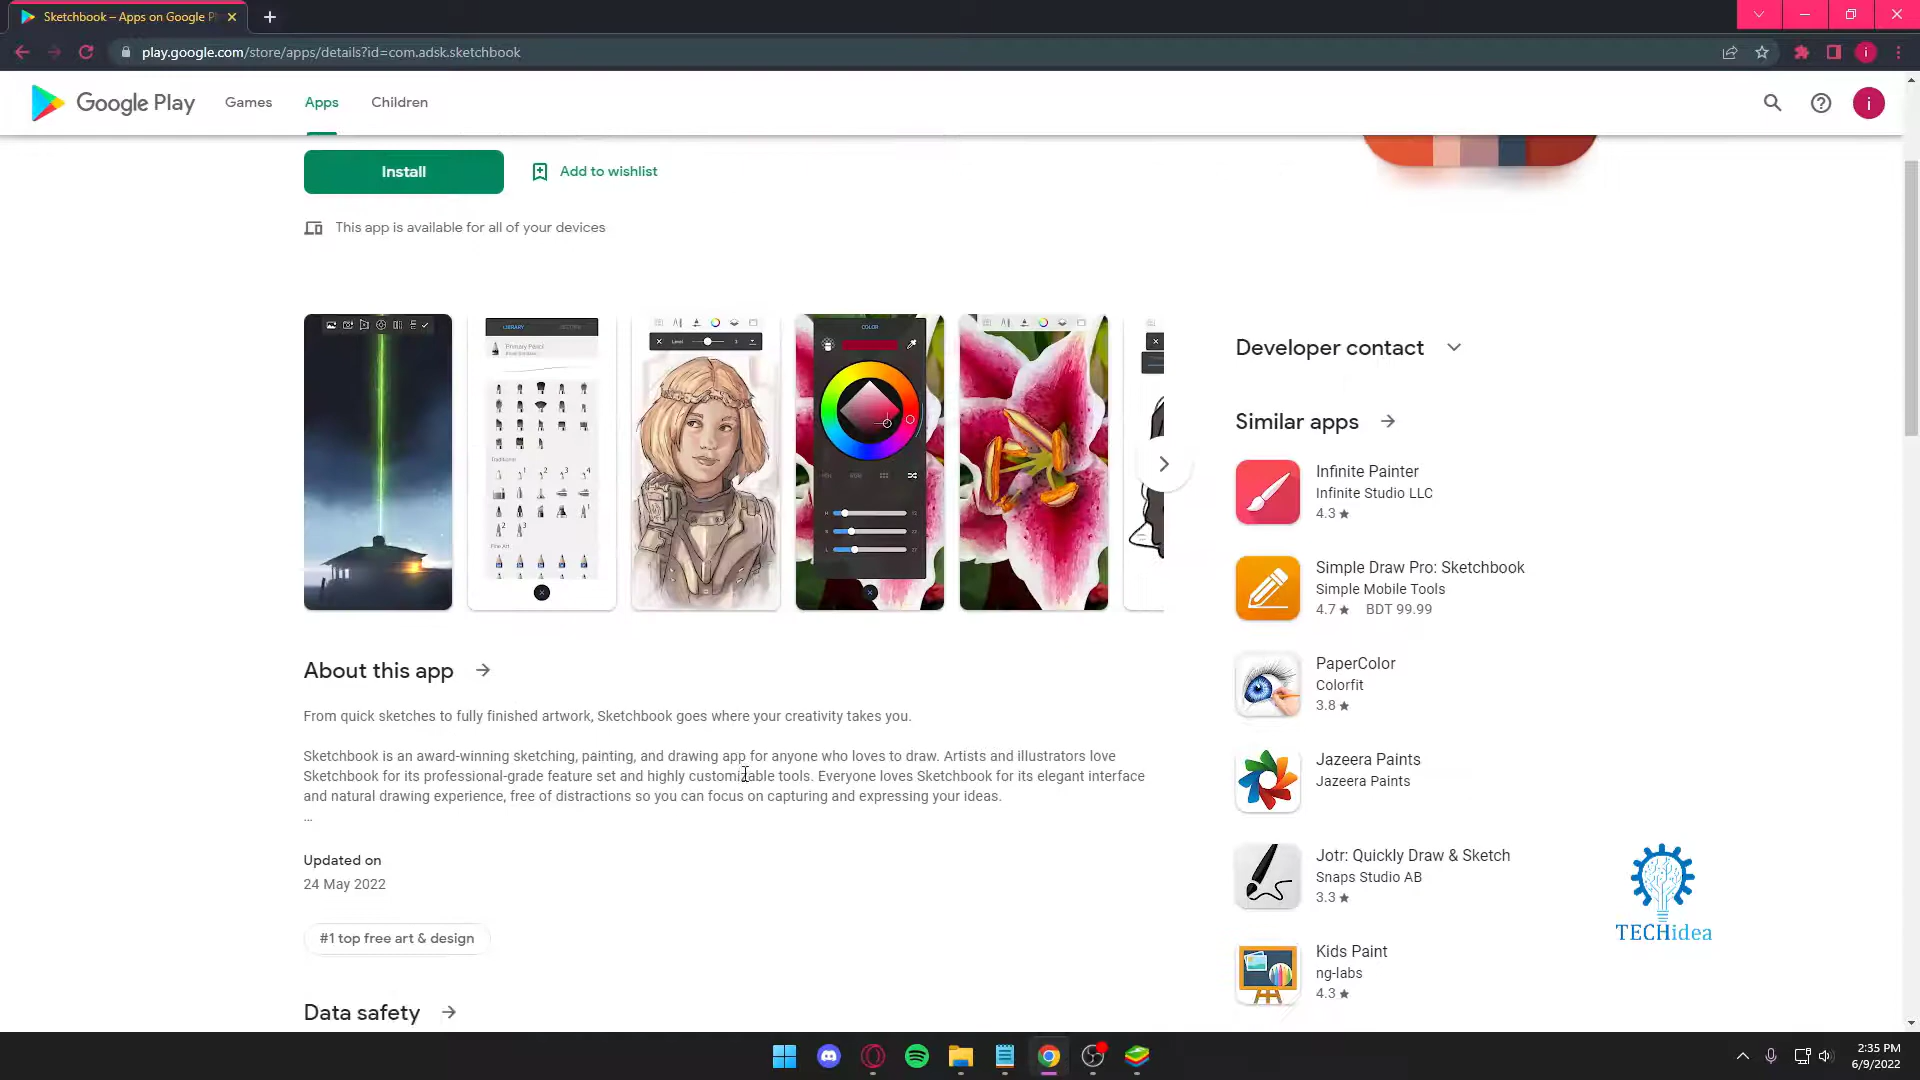 Sketchbook – Apps on Google P
play.google.com/store/apps/details?id=com.adsk.sketchbook
i
Google Play
Games
Apps
Children
i
Install
Add to wishlist
This app is available for all of your devices
LIBRARY
Primary Pencil
Traditional
Fine Art
Level
COLOR
Developer contact
Similar apps
Infinite Painter
Infinite Studio LLC
4.3
Simple Draw Pro: Sketchbook
Simple Mobile Tools
4.7 BDT 99.99
PaperColor
Colorfit
3.8
Jazeera Paints
Jazeera Paints
Jotr: Quickly Draw & Sketch
Snaps Studio AB
3.3
Kids Paint
ng-labs
4.3
About this app
From quick sketches to fully finished artwork, Sketchbook goes where your creativity takes you.
Sketchbook is an award-winning sketching, painting, and drawing app for anyone who loves to draw. Artists and illustrators love
Sketchbook for its professional-grade feature set and highly customizable tools. Everyone loves Sketchbook for its elegant interface
and natural drawing experience, free of distractions so you can focus on capturing and expressing your ideas.
...
Updated on
24 May 2022
#1 top free art & design
Data safety
TECHidea
2:35 PM
6/9/2022